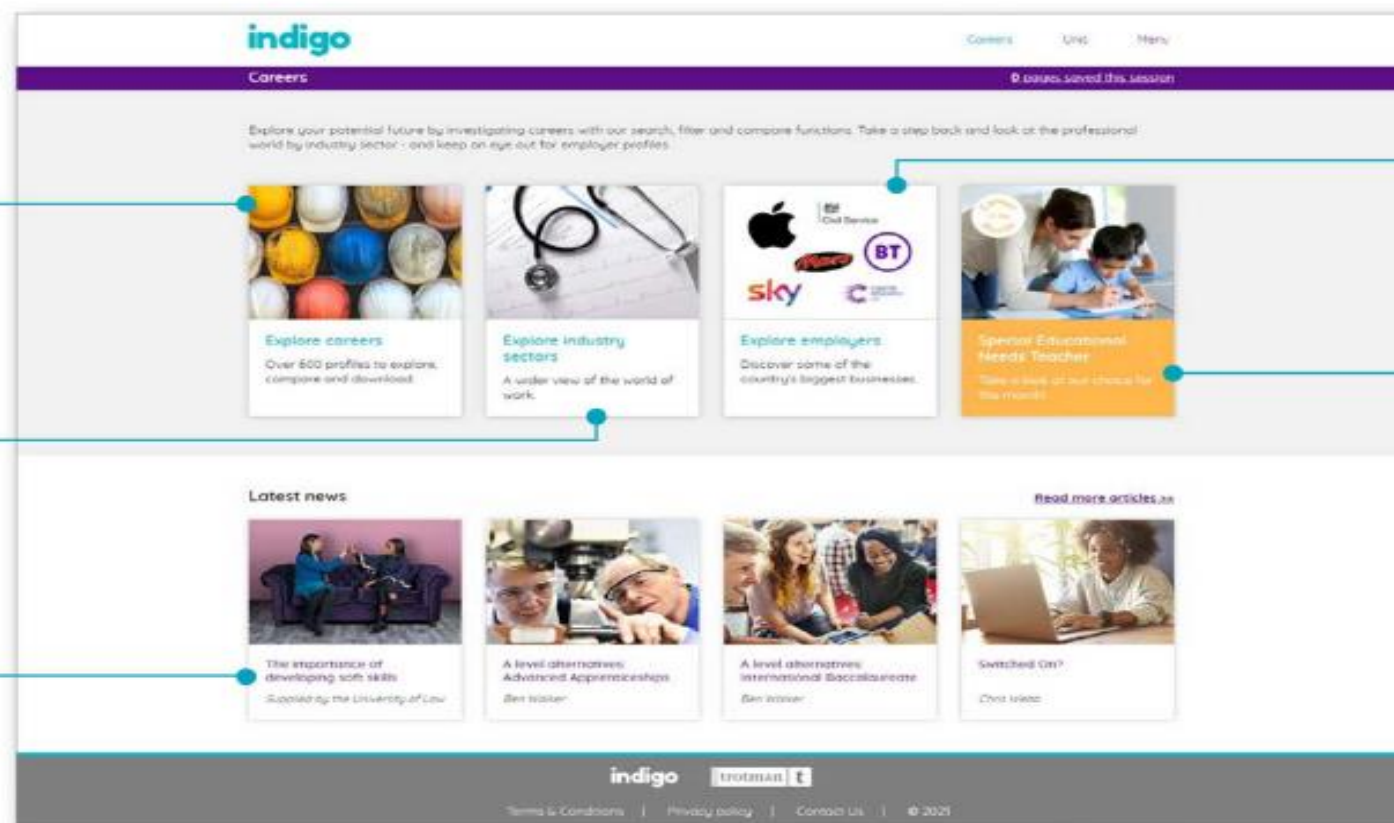 indigo
Careers Unis Menu
Careers
0 pages saved this session
Explore your potential future by investigating careers with our search, filter and compare functions. Take a step back and look at the professional
world by industry sector - and keep an eye out for employer profiles.
Civil Service
Mars
BT
sky
Explore careers
Over 600 profiles to explore,
compare and download.
Explore industry
sectors
A wider view of the world of
work.
Explore employers
Discover some of the
country's biggest businesses.
Special Educational
Needs Teacher
Take a look at our choice for
the month!
Latest news
Read more articles >>
The importance of
developing soft skills
Supplied by the University of Law
A level alternatives:
Advanced Apprenticeships
Ben Walker
A level alternatives:
International Baccalaureate
Ben Walker
Switched On?
Chris
indigo trotman t
Terms & Conditions | Privacy policy | Contact Us | © 2021